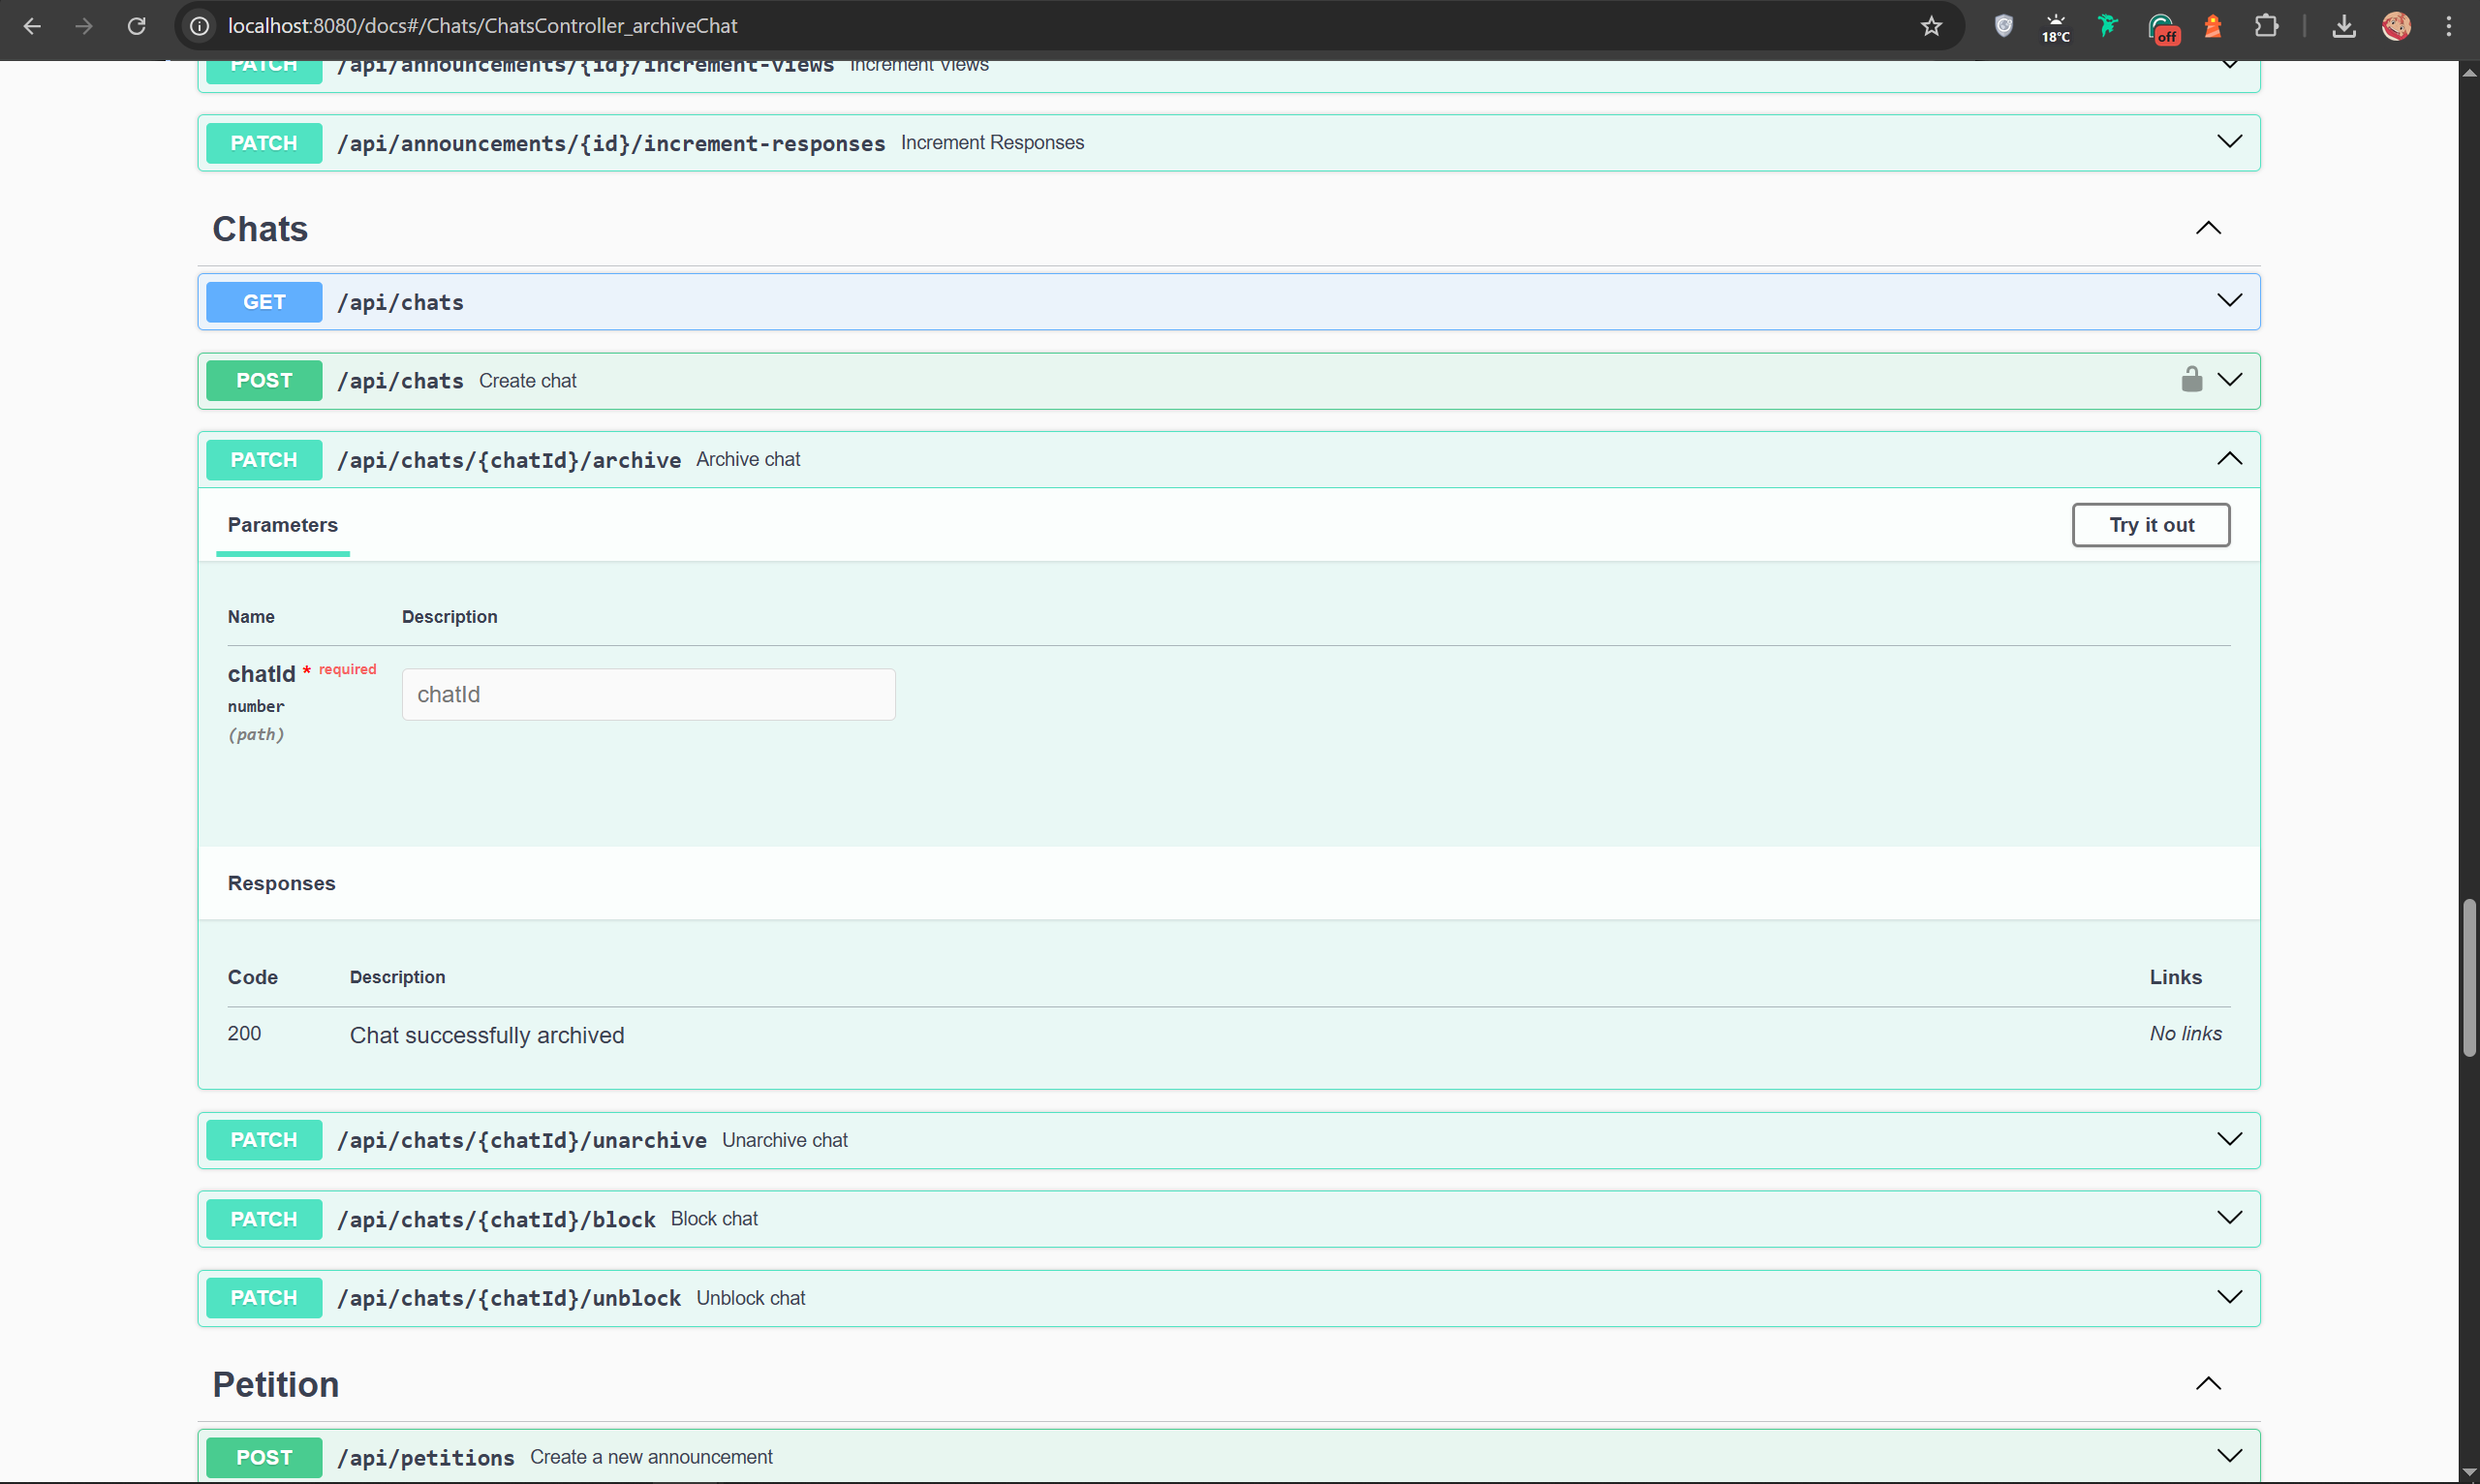 localhost:8080/docs#/Chats/ChatsController_archiveChat
18°C
off
PATCH /api/announcements/{id}/increment-views Increment Views
PATCH /api/announcements/{id}/increment-responses Increment Responses
Chats
GET /api/chats
POST /api/chats Create chat
PATCH /api/chats/{chatId}/archive Archive chat
Parameters
Try it out
Name Description
chatId * required
number
(path)
chatId
Responses
Code Description Links
200 Chat successfully archived No links
PATCH /api/chats/{chatId}/unarchive Unarchive chat
PATCH /api/chats/{chatId}/block Block chat
PATCH /api/chats/{chatId}/unblock Unblock chat
Petition
POST /api/petitions Create a new announcement